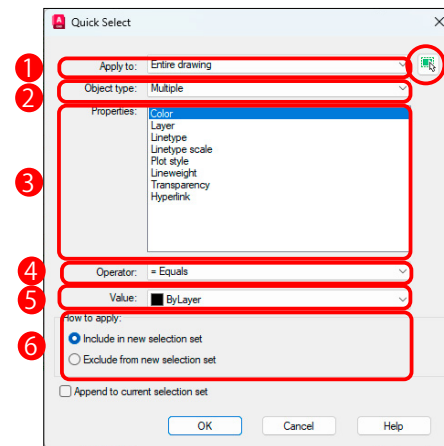 Quick Select
1 Apply to: Entire drawing
2 Object type: Multiple
3 Properties: Color
Layer
Linetype
Linetype scale
Plot style
Lineweight
Transparency
Hyperlink
4 Operator: = Equals
5 Value: ByLayer
How to apply:
6 Include in new selection set
Exclude from new selection set
Append to current selection set
OK Cancel Help